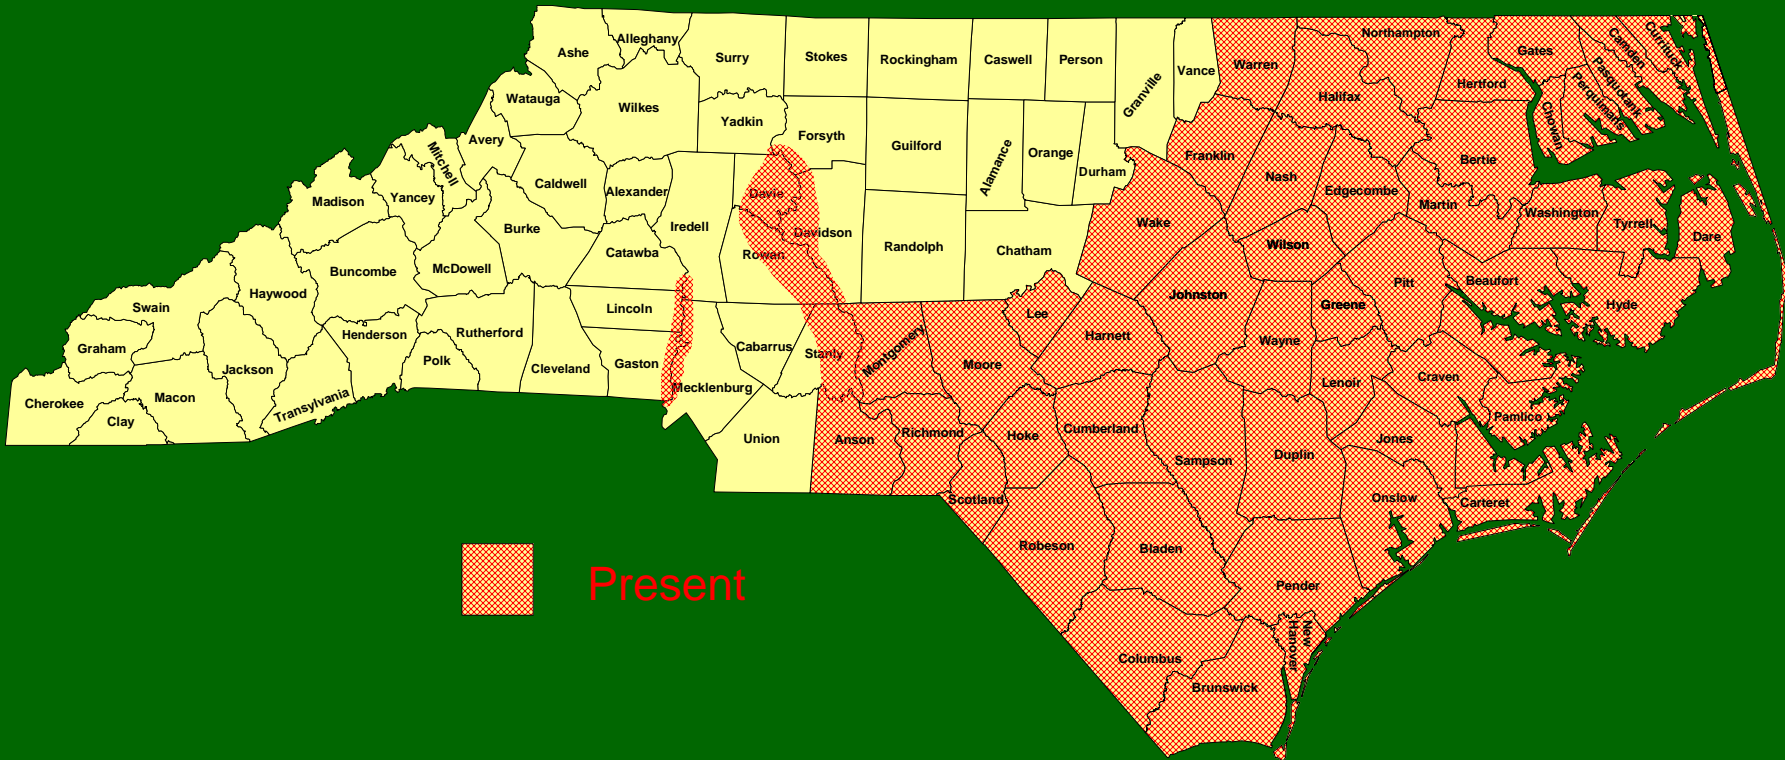 Alleghany
Ashe
Surry
Stokes
Rockingham
Caswell
Person
Granville
Vance
Warren
Northampton
Gates
Camden
Currituck
Hertford
Halifax
Pasquotank
Perquimans
Chowan
Watauga
Wilkes
Yadkin
Forsyth
Guilford
Alamance
Orange
Durham
Franklin
Nash
Edgecombe
Bertie
Martin
Washington
Tyrrell
Dare
Avery
Mitchell
Yancey
Madison
Caldwell
Alexander
Iredell
Davie
Davidson
Rowan
Randolph
Chatham
Wake
Wilson
Pitt
Beaufort
Hyde
Burke
Catawba
McDowell
Buncombe
Haywood
Swain
Graham
Lincoln
Rutherford
Henderson
Johnston
Greene
Lee
Harnett
Wayne
Cherokee
Clay
Macon
Jackson
Transylvania
Polk
Cleveland
Gaston
Mecklenburg
Cabarrus
Stanly
Montgomery
Moore
Lenoir
Craven
Pamlico
Union
Anson
Richmond
Hoke
Cumberland
Sampson
Duplin
Jones
Scotland
Onslow
Carteret
Robeson
Bladen
Pender
Present
New
Hanover
Columbus
Brunswick